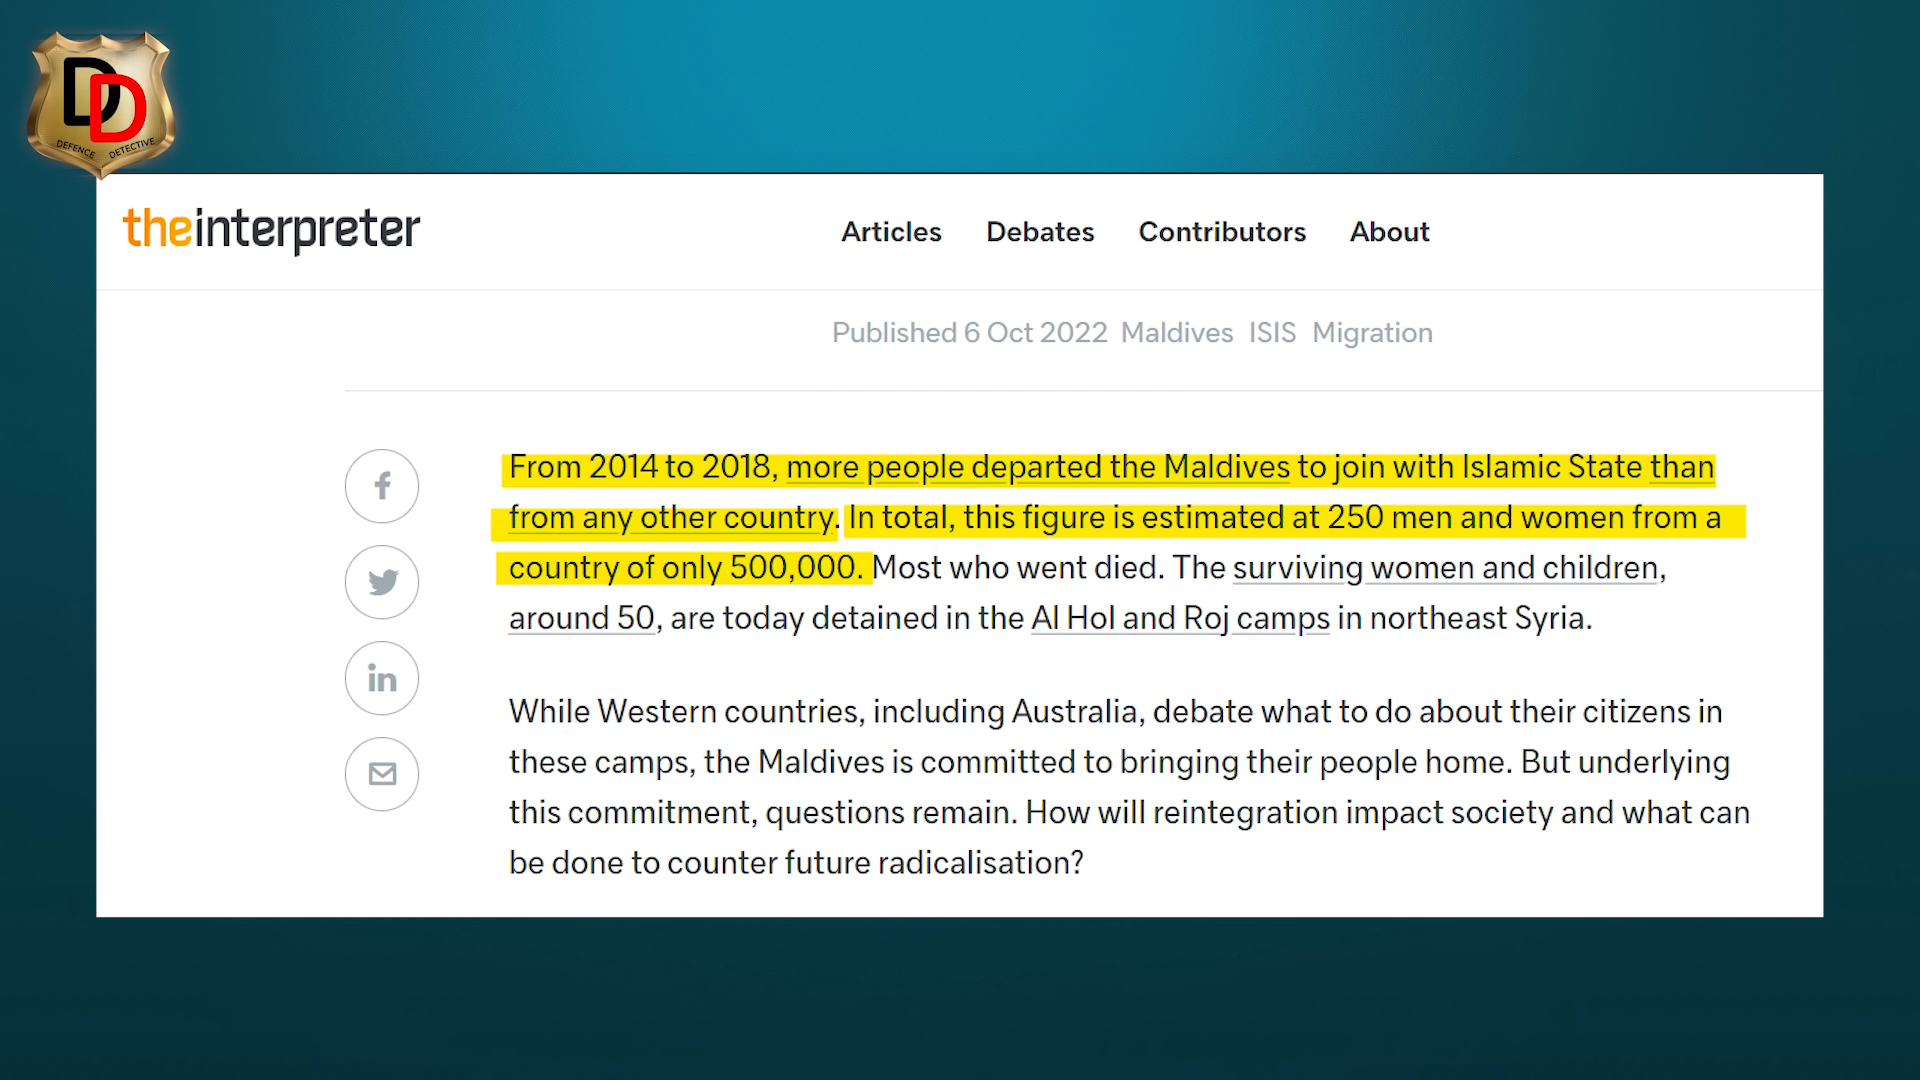 DD
DEFENCE DETECTIVE
theinterpreter
Articles Debates Contributors About
Published 6 Oct 2022 Maldives ISIS Migration
From 2014 to 2018, more people departed the Maldives to join with Islamic State than
from any other country. In total, this figure is estimated at 250 men and women from a
country of only 500,000. Most who went died. The surviving women and children,
around 50, are today detained in the Al Hol and Roj camps in northeast Syria.
While Western countries, including Australia, debate what to do about their citizens in
these camps, the Maldives is committed to bringing their people home. But underlying
this commitment, questions remain. How will reintegration impact society and what can
be done to counter future radicalisation?